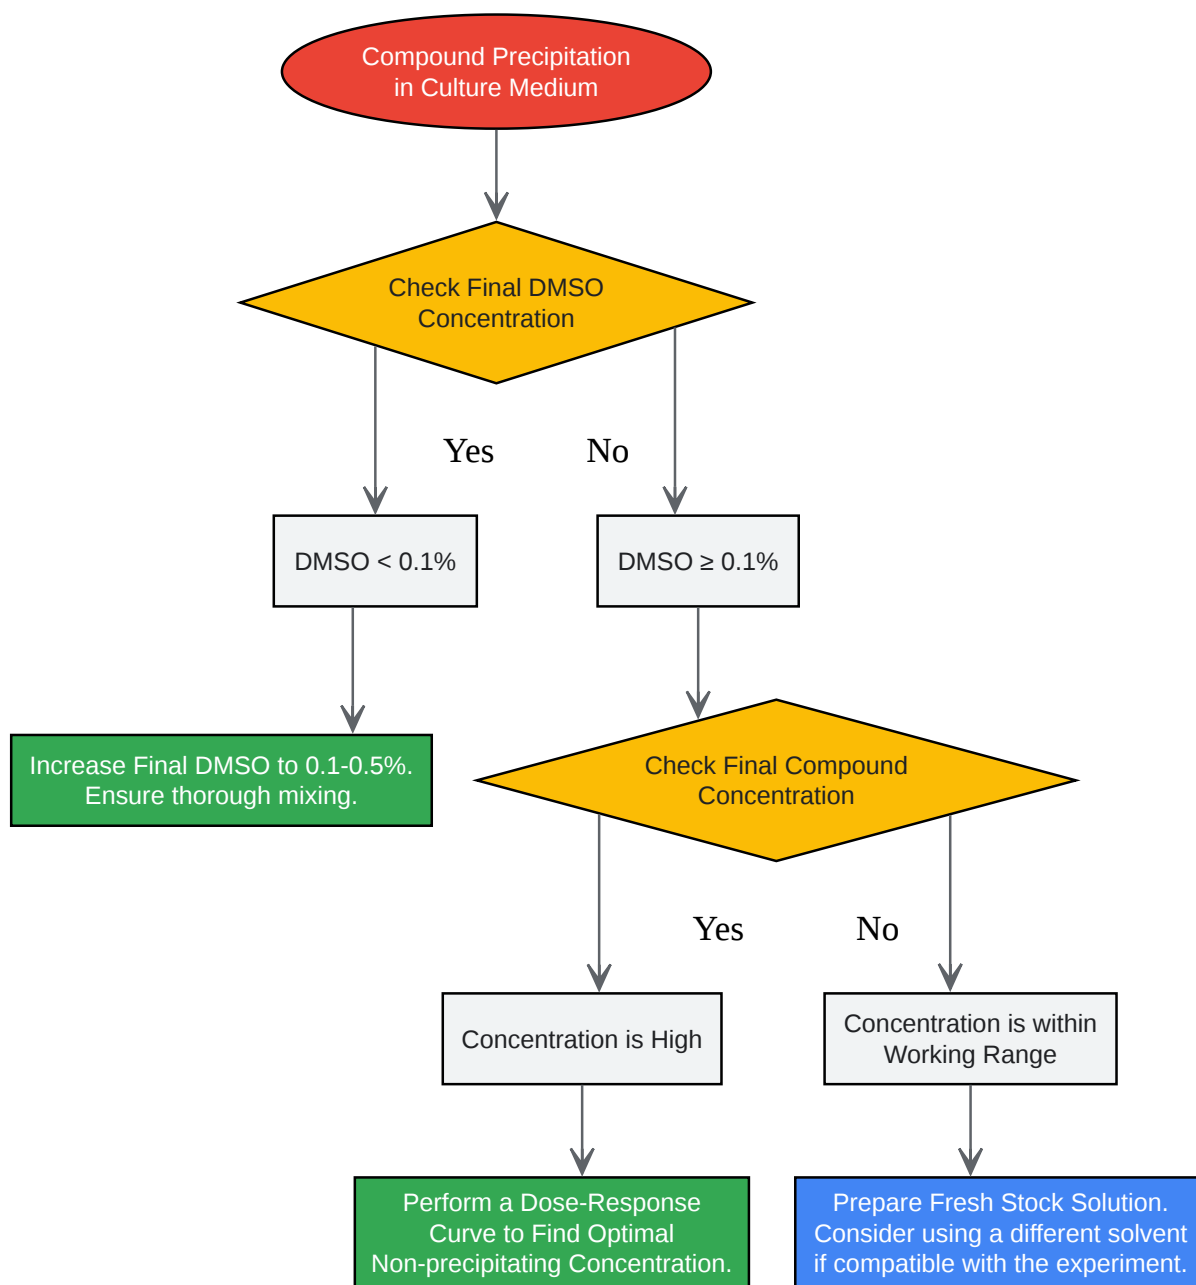 Compound Precipitation
in Culture Medium
Check Final DMSO
Concentration
Yes
No
DMSO < 0.1%
DMSO ≥ 0.1%
Increase Final DMSO to 0.1-0.5%.
Ensure thorough mixing.
Check Final Compound
Concentration
Yes
No
Concentration is High
Concentration is within
Working Range
Perform a Dose-Response
Curve to Find Optimal
Non-precipitating Concentration.
Prepare Fresh Stock Solution.
Consider using a different solvent
if compatible with the experiment.